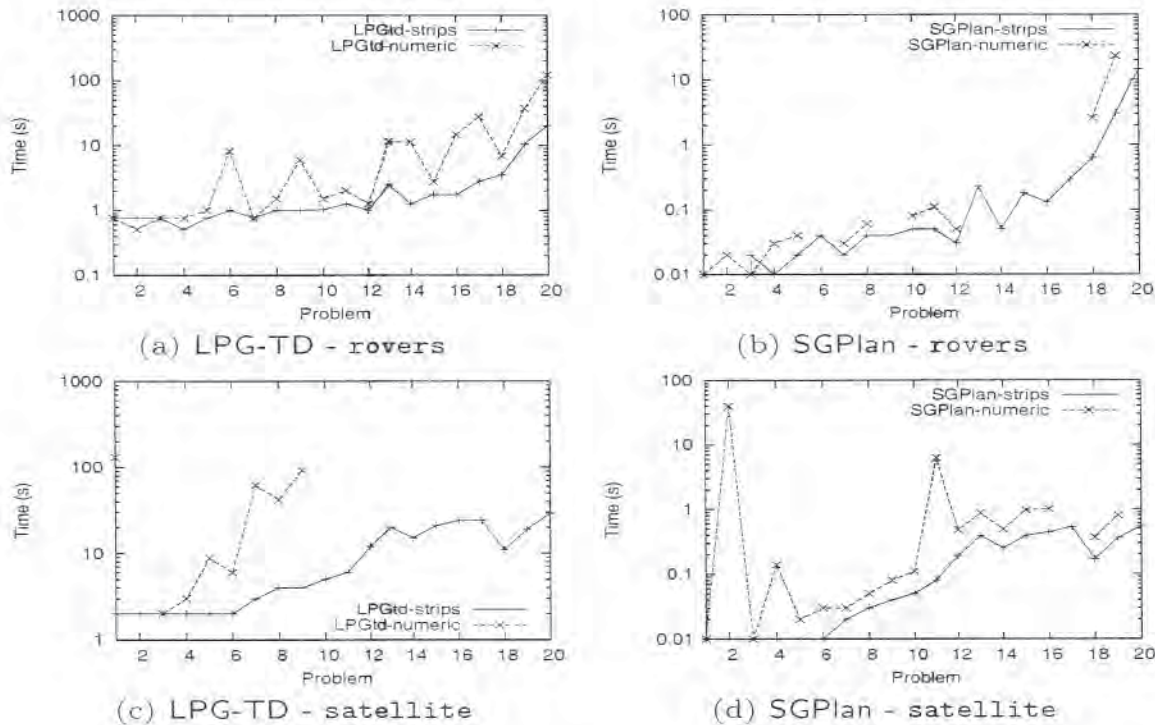 1000
100
10
1
0.1
Time (s)
LPGtd-strips
LPGtd-numeric
2 4 6 8 10 12 14 16 18 20
Problem
(a) LPG-TD - rovers
100
10
1
0.1
0.01
Time (s)
SGPlan-strips
SGPlan-numeric
2 4 6 8 10 12 14 16 18 20
Problem
(b) SGPlan - rovers
1000
100
10
1
Time (s)
LPGtd-strips
LPGtd-numeric
2 4 6 8 10 12 14 16 18 20
Problem
(c) LPG-TD - satellite
100
10
1
0.1
0.01
Time (s)
SGPlan-strips
SGPlan-numeric
2 4 6 8 10 12 14 16 18 20
Problem
(d) SGPlan - satellite